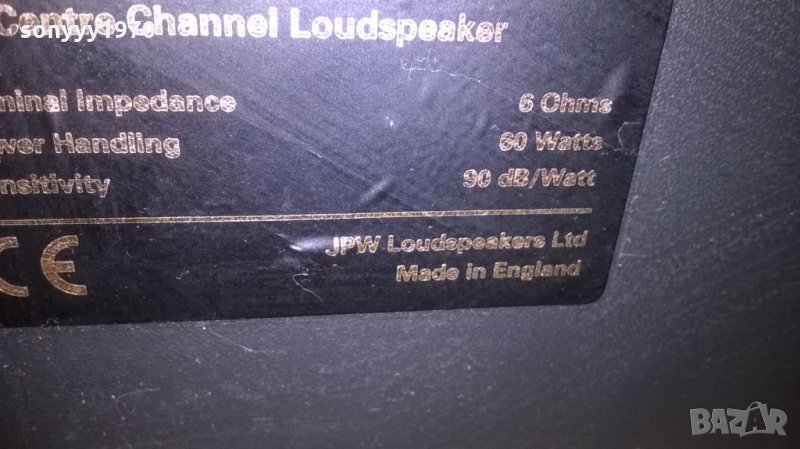 sonyyy1970
Centre Channel Loudspeaker
minal Impedance 6 Ohms
wer Handling 60 Watts
nsitivity 90 dB/Watt
CE JPW Loudspeakers Ltd
Made in England
BAZAR